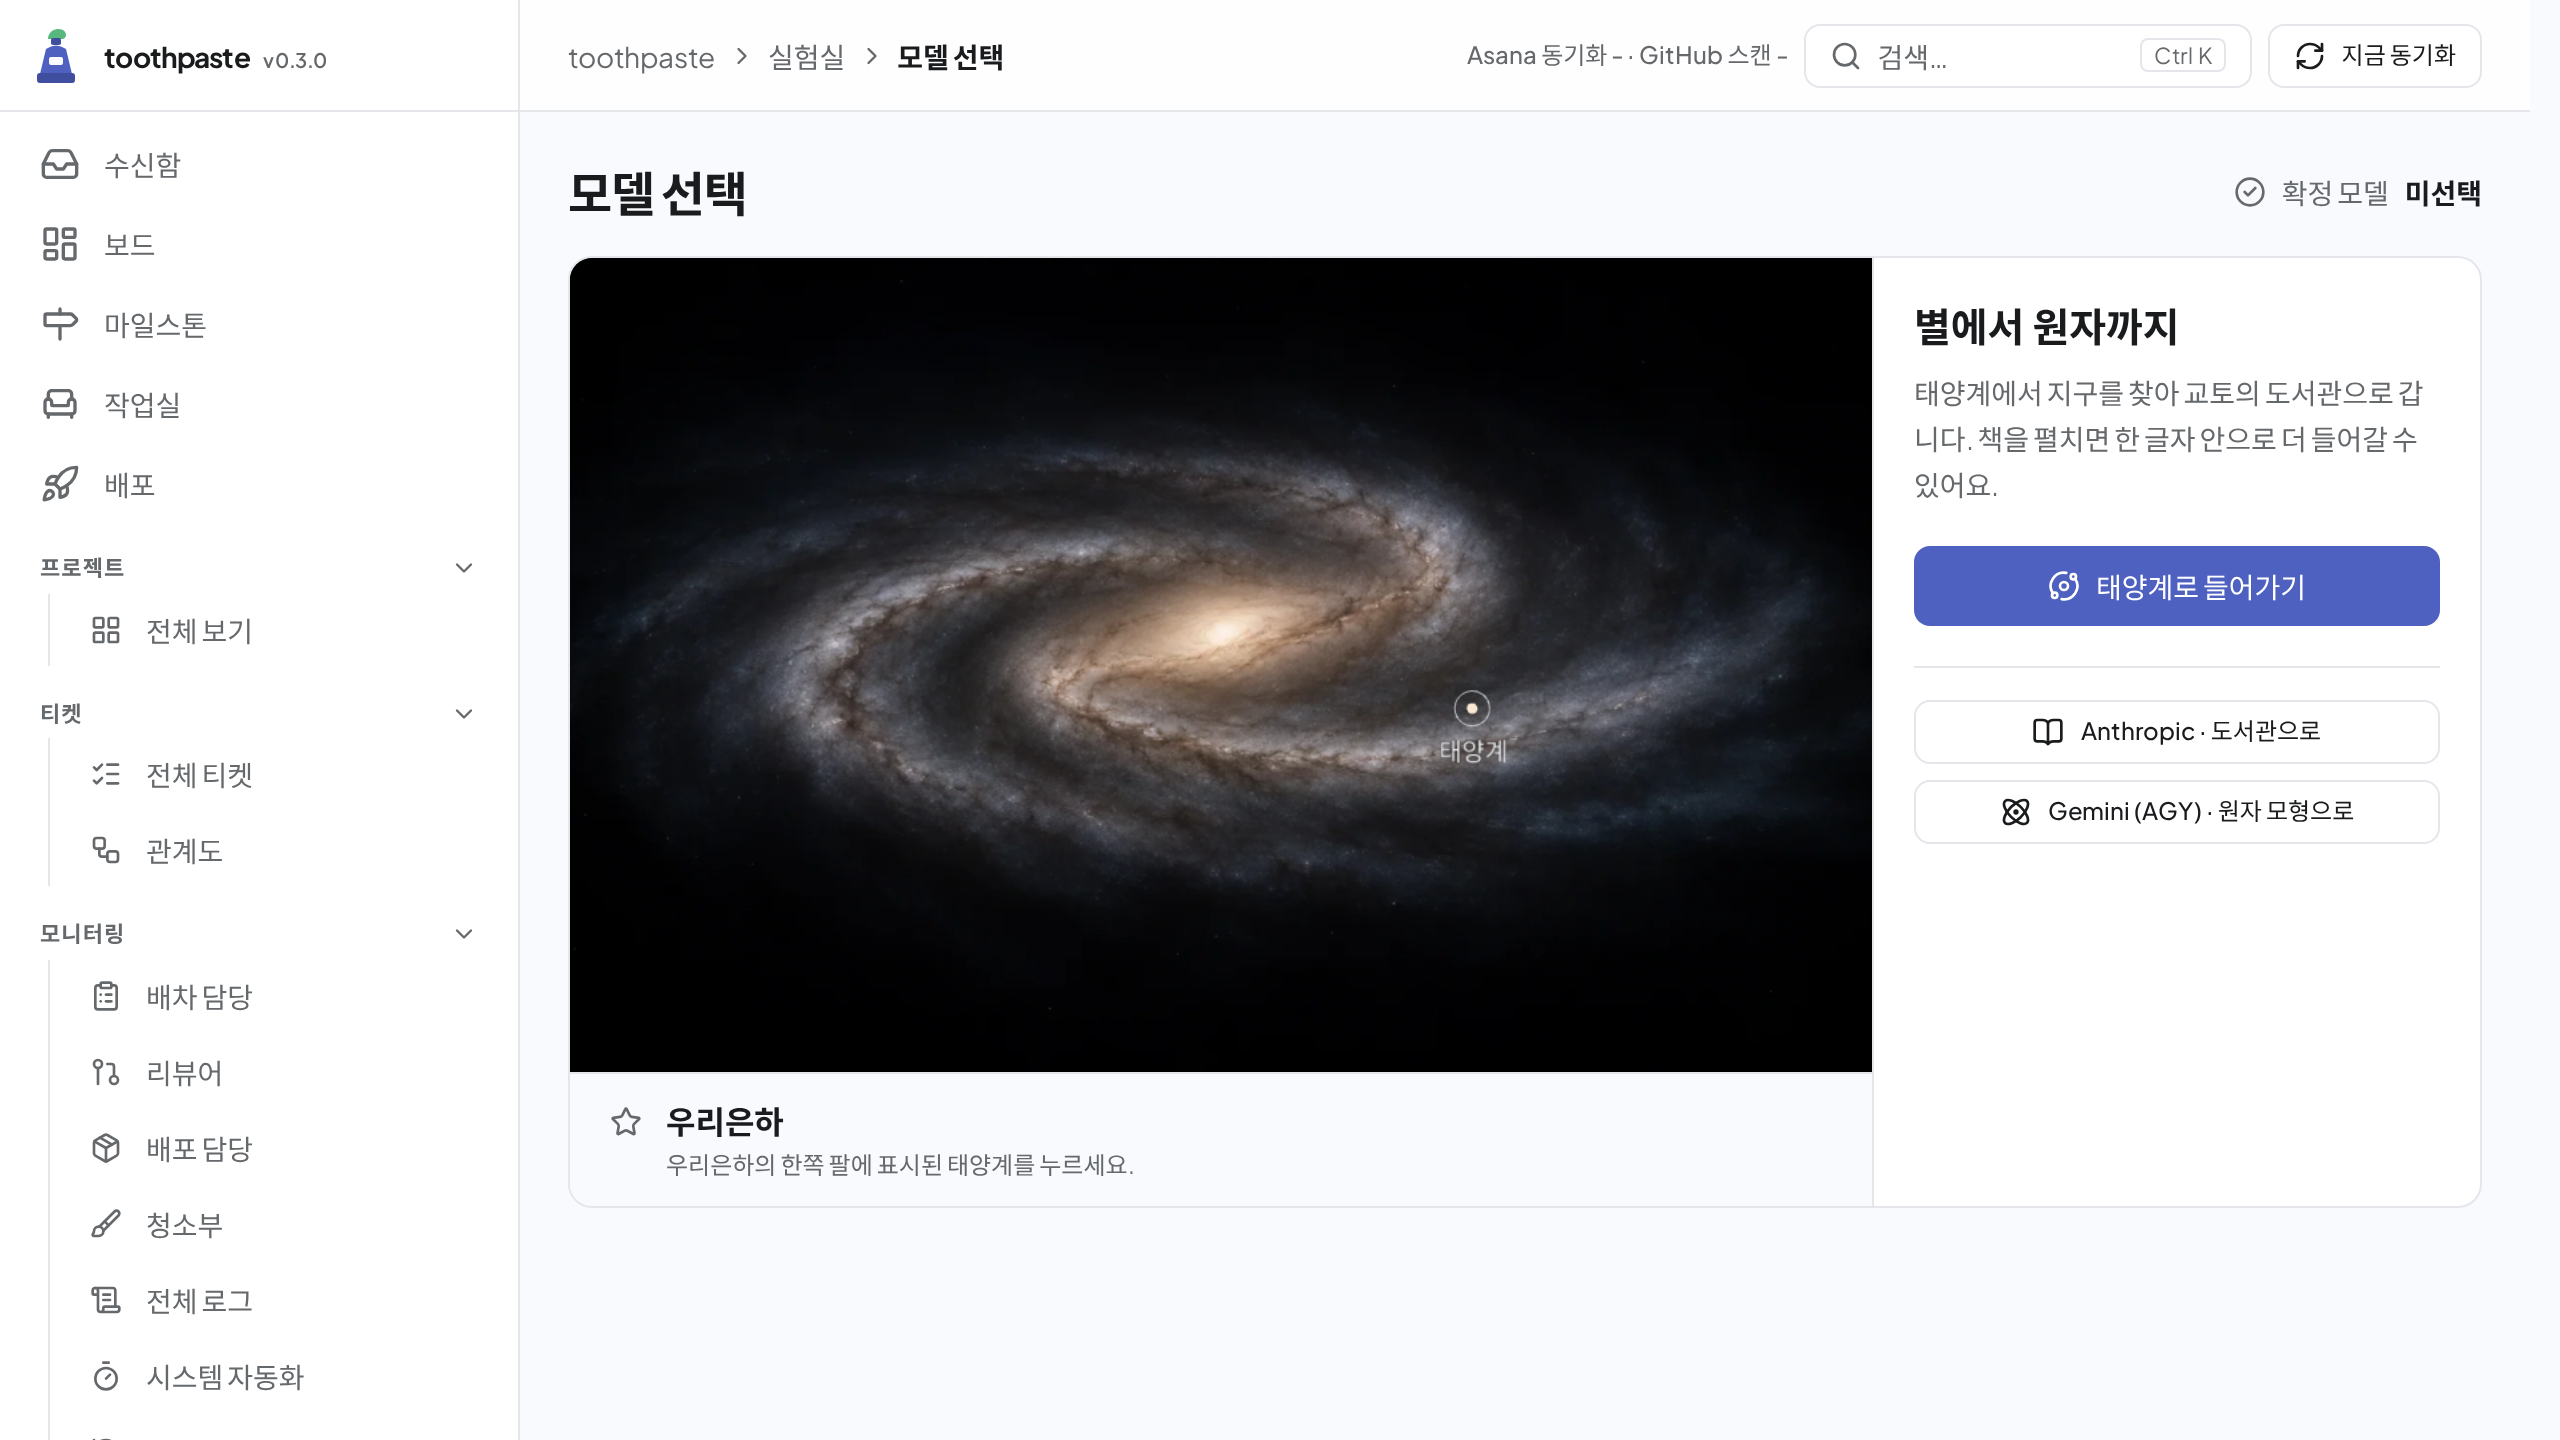 toothpaste v0.3.0
toothpaste > 실험실 > 모델 선택
Asana 동기화 - · GitHub 스캔 -
검색...
Ctrl K
지금 동기화
수신함
보드
마일스톤
작업실
배포
프로젝트
전체 보기
티켓
전체 티켓
관계도
모니터링
배차 담당
리뷰어
배포 담당
청소부
전체 로그
시스템 자동화
모델 선택
확정 모델 미선택
태양계
우리은하
우리은하의 한쪽 팔에 표시된 태양계를 누르세요.
별에서 원자까지
태양계에서 지구를 찾아 교토의 도서관으로 갑
니다. 책을 펼치면 한 글자 안으로 더 들어갈 수
있어요.
태양계로 들어가기
Anthropic · 도서관으로
Gemini (AGY) · 원자 모형으로